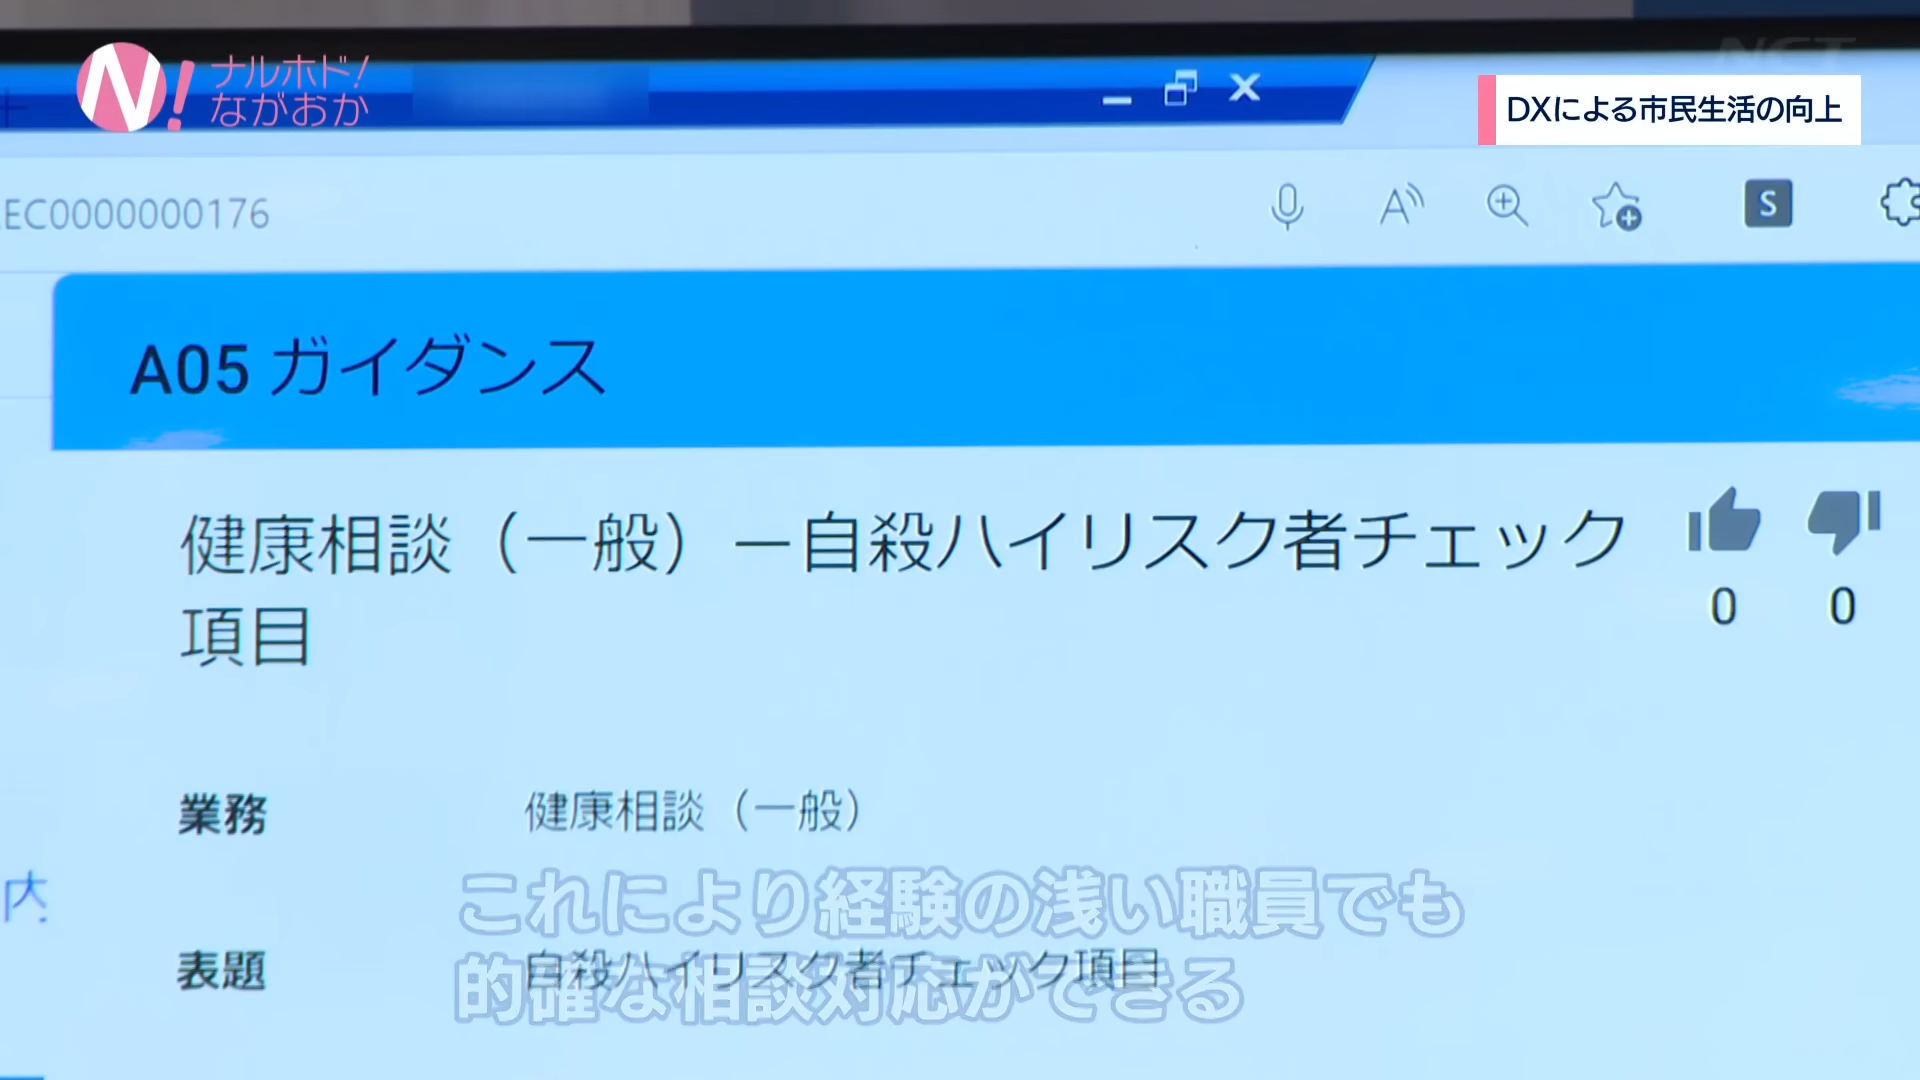 N!
ナルホド!
ながおか
NCT
DXによる市民生活の向上
EC0000000176
A05 ガイダンス
健康相談（一般）－自殺ハイリスク者チェック
項目
0 0
業務 健康相談（一般）
内
表題 自殺ハイリスク者チェック項目
これにより経験の浅い職員でも
的確な相談対応ができる